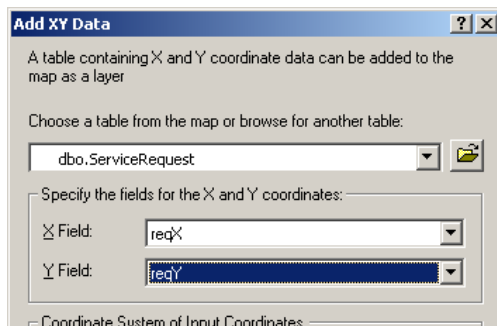 Add XY Data
A table containing X and Y coordinate data can be added to the
map as a layer
Choose a table from the map or browse for another table:
dbo.ServiceRequest
Specify the fields for the X and Y coordinates:
X Field:
reqX
Y Field:
reqY
Coordinate System of Input Coordinates